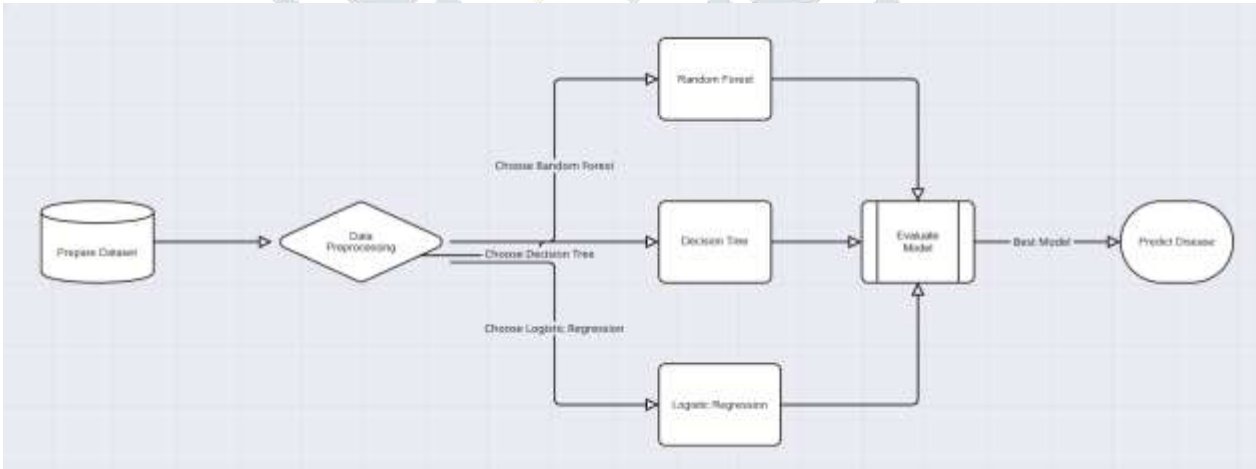 Random Forest
Choose Random Forest
Prepare Dataset
Data
Preprocessing
Choose Decision Tree
Decision Tree
Evaluate
Model
Best Model
Predict Disease
Choose Logistic Regression
Logistic Regression